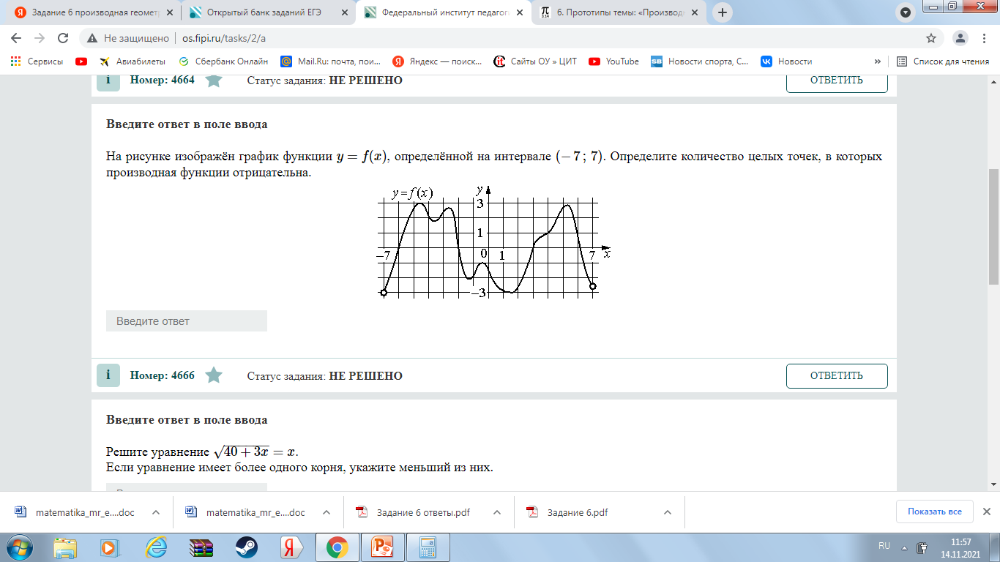 Задание 6 производная геомет
Открытый банк заданий ЕГЭ
Федеральный институт педагог
6. Прототипы темы: «Производ
Не защищено
os.fipi.ru/tasks/2/a
Сервисы
Авиабилеты
Сбербанк Онлайн
Mail.Ru: почта, пои...
Яндекс — поиск...
Сайты ОУ » ЦИТ
YouTube
Новости спорта, С...
Новости
»
Список для чтения
i Номер: 4664 Статус задания: НЕ РЕШЕНО ОТВЕТИТЬ
Введите ответ в поле ввода
На рисунке изображён график функции y = f(x), определённой на интервале (− 7 ; 7). Определите количество целых точек, в которых
производная функции отрицательна.
y=f(x)
y
3
1
−7
0
1
7
x
−3
Введите ответ
i Номер: 4666 Статус задания: НЕ РЕШЕНО ОТВЕТИТЬ
Введите ответ в поле ввода
Решите уравнение √40 + 3x = x.
Если уравнение имеет более одного корня, укажите меньший из них.
matematika_mr_e....doc
matematika_mr_e....doc
Задание 6 ответы.pdf
Задание 6.pdf
Показать все
RU
11:57
14.11.2021